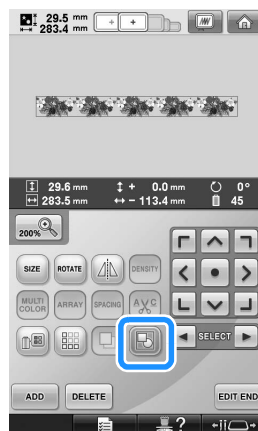 29.5 mm
283.4 mm
29.6 mm + 0.0 mm 0°
283.5 mm - 113.4 mm 45
200%
SIZE ROTATE DENSITY
MULTI COLOR ARRAY SPACING A C
SELECT
ADD DELETE EDIT END
?